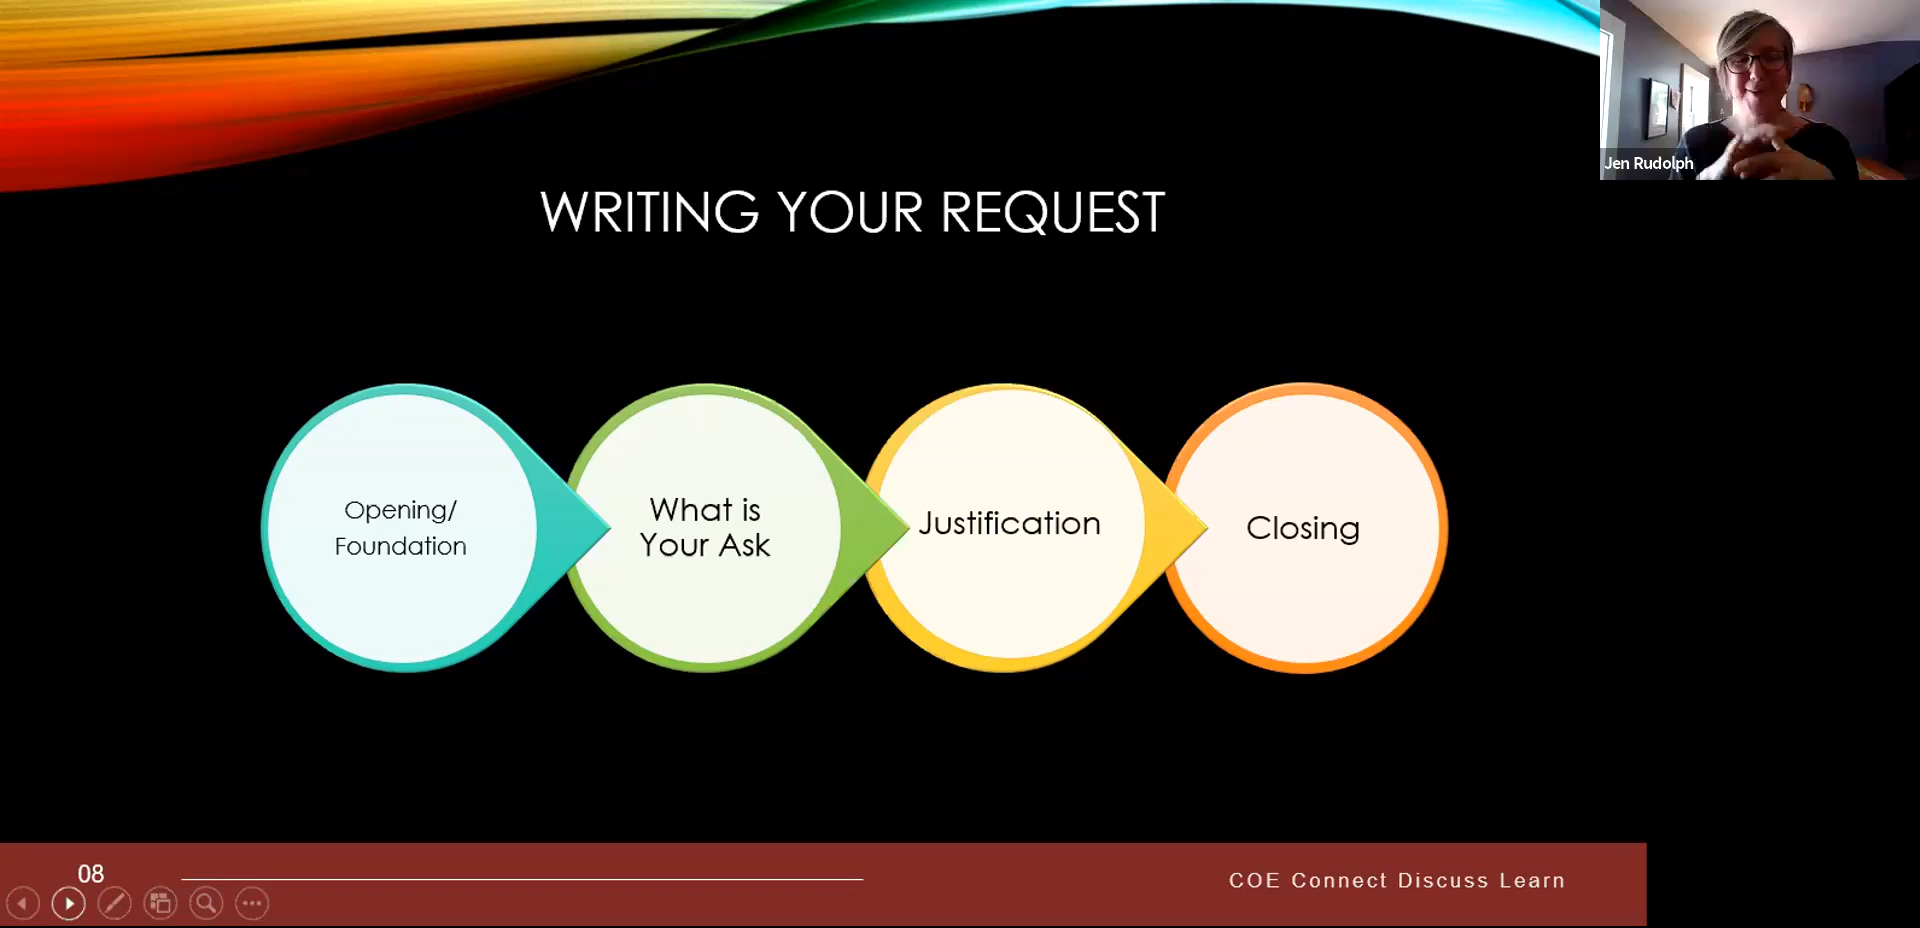 Jen Rudolph
WRITING YOUR REQUEST
Opening/
Foundation
What is
Your Ask
Justification
Closing
08
COE Connect Discuss Learn